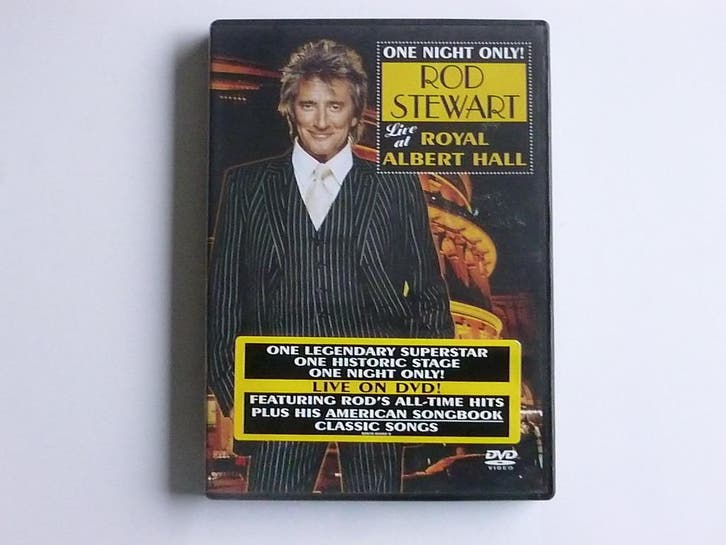 ONE NIGHT ONLY!
ROD
STEWART
Live
at
ROYAL
ALBERT HALL
ONE LEGENDARY SUPERSTAR
ONE HISTORIC STAGE
ONE NIGHT ONLY!
LIVE ON DVD!
FEATURING ROD'S ALL-TIME HITS
PLUS HIS AMERICAN SONGBOOK
CLASSIC SONGS
DVD
VIDEO